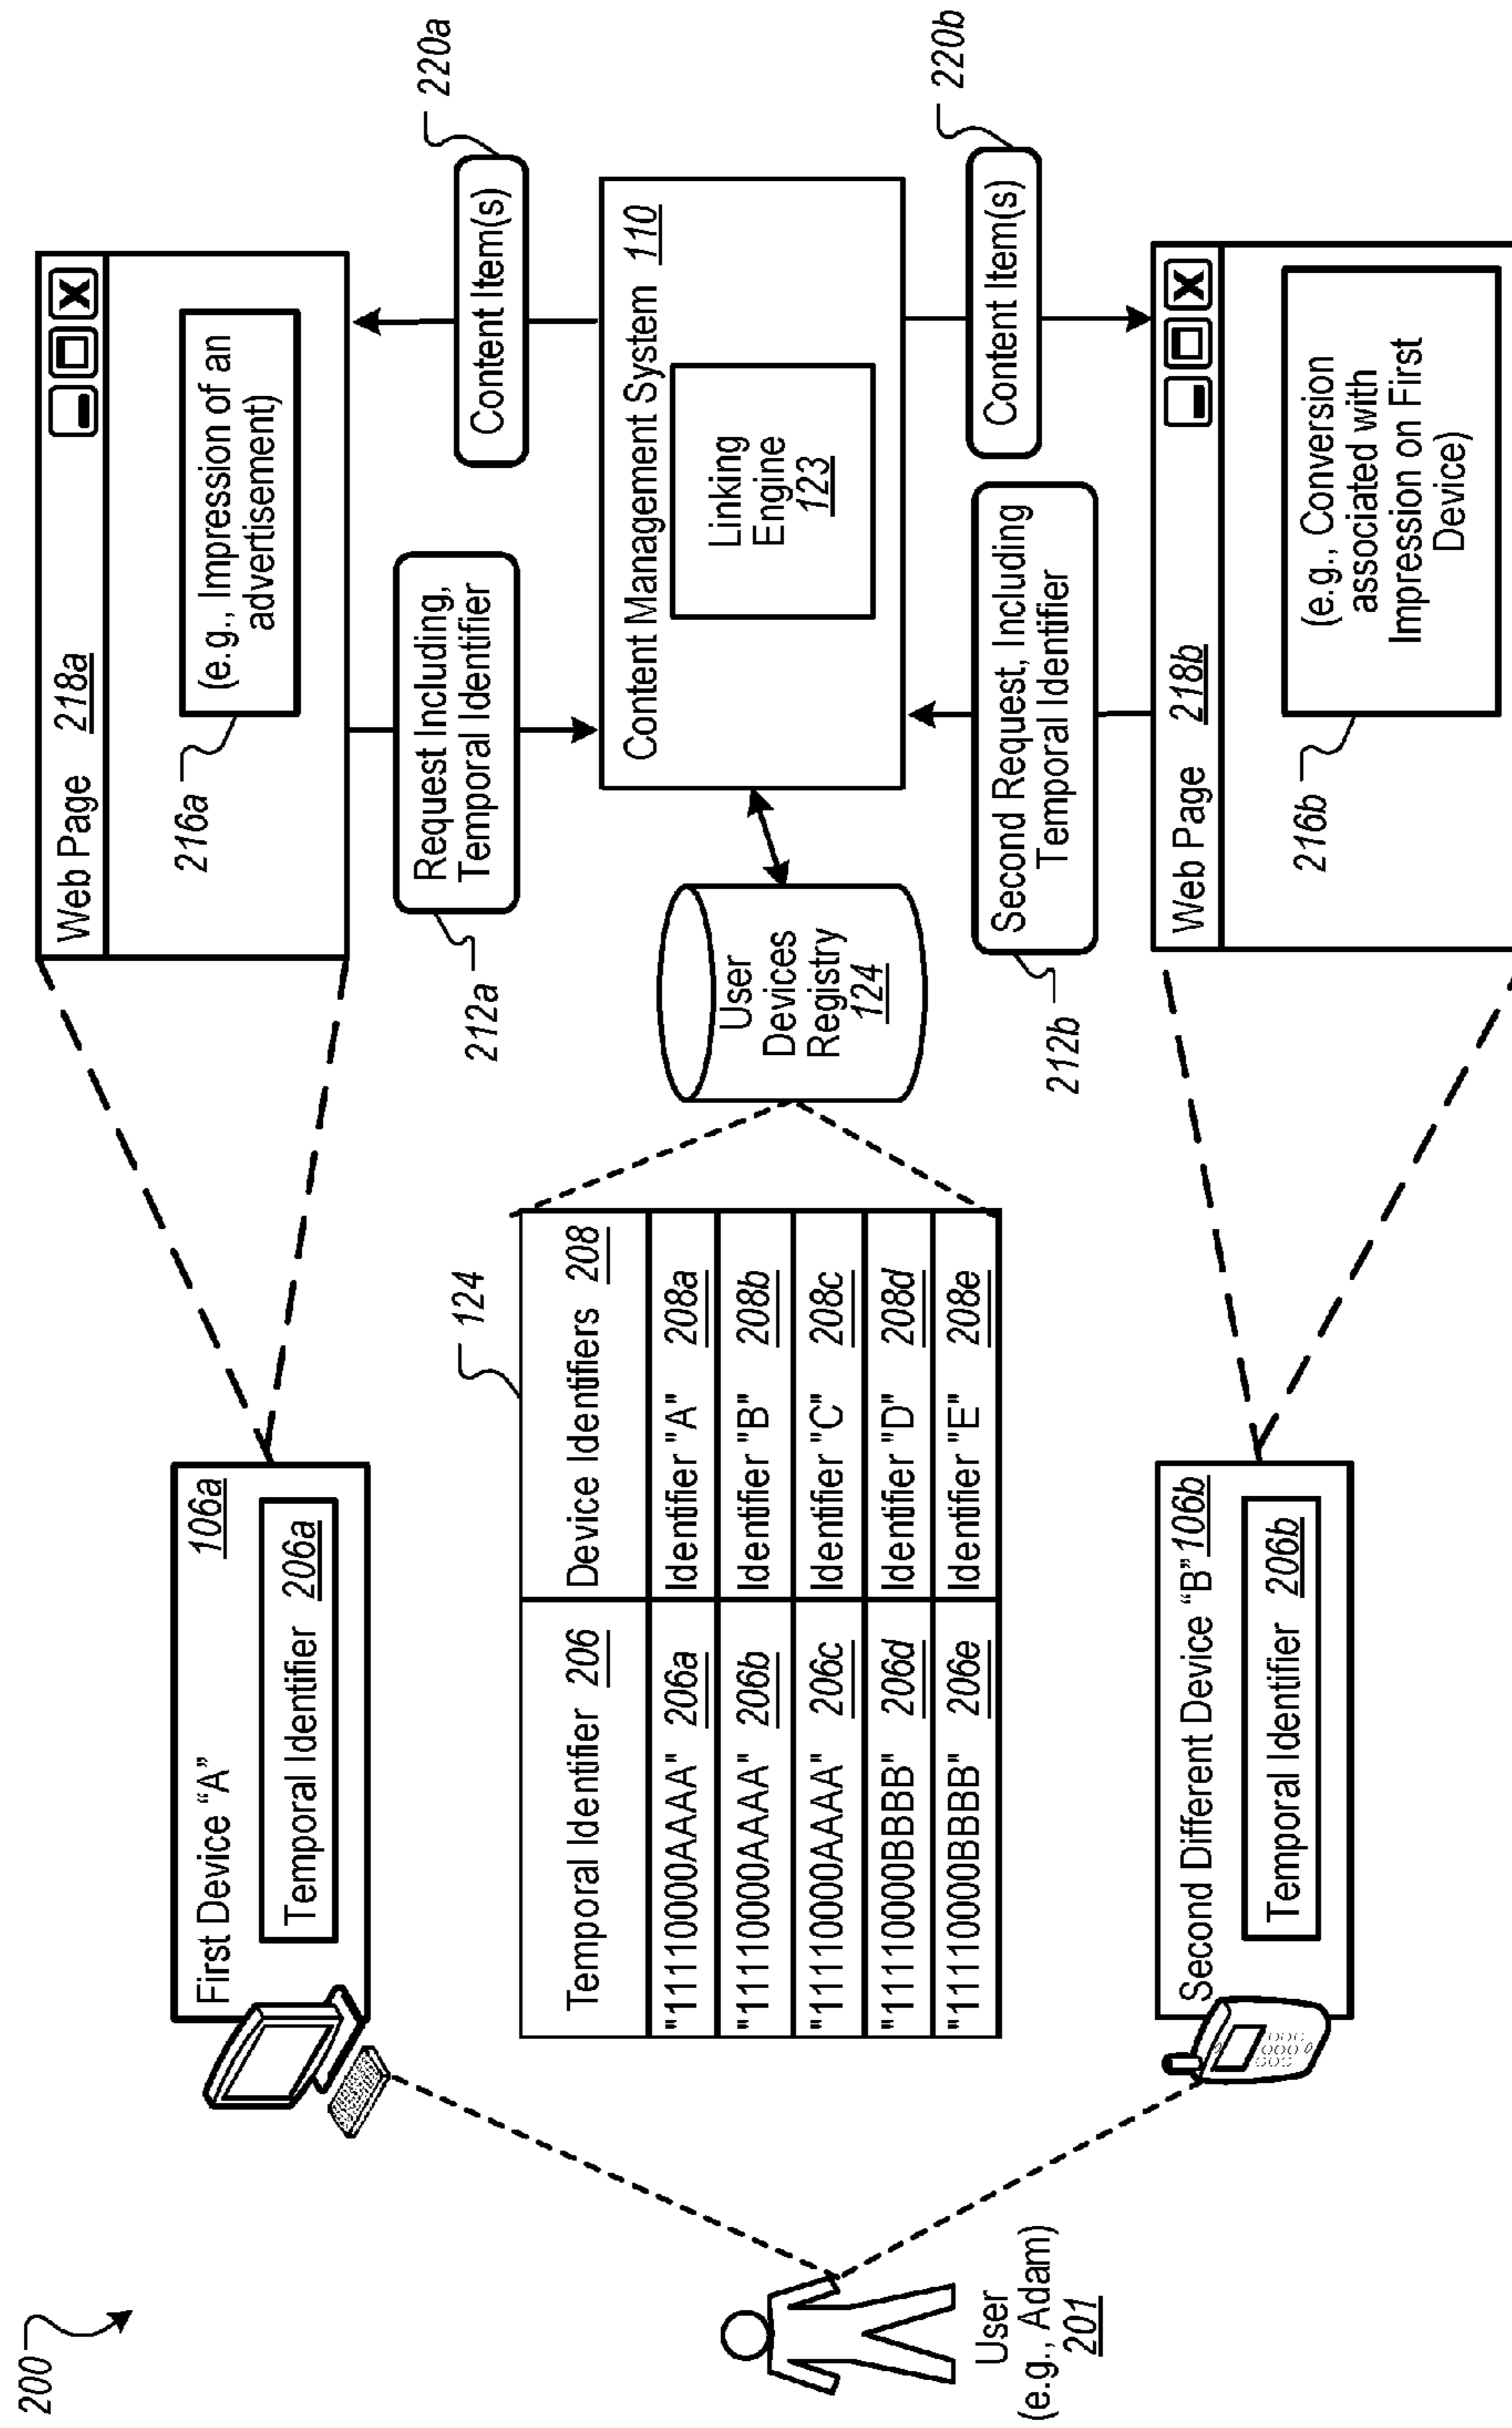 200
Web Page 218a
216a
(e.g., Impression of an
advertisement)
First Device "A"
106a
Temporal Identifier 206a
Request Including,
Temporal Identifier
212a
Content Item(s)
220a
124
Temporal Identifier 206 Device Identifiers 208
"11110000AAAA" 206a Identifier "A" 208a
"11110000AAAA" 206b Identifier "B" 208b
"11110000AAAA" 206c Identifier "C" 208c
"11110000BBBB" 206d Identifier "D" 208d
"11110000BBBB" 206e Identifier "E" 208e
User
Devices
Registry
124
Content Management System 110
Linking
Engine
123
User
(e.g., Adam)
201
Second Request, Including
Temporal Identifier
212b
Content Item(s)
220b
Second Different Device "B" 106b
Temporal Identifier 206b
Web Page 218b
216b
(e.g., Conversion
associated with
Impression on First
Device)